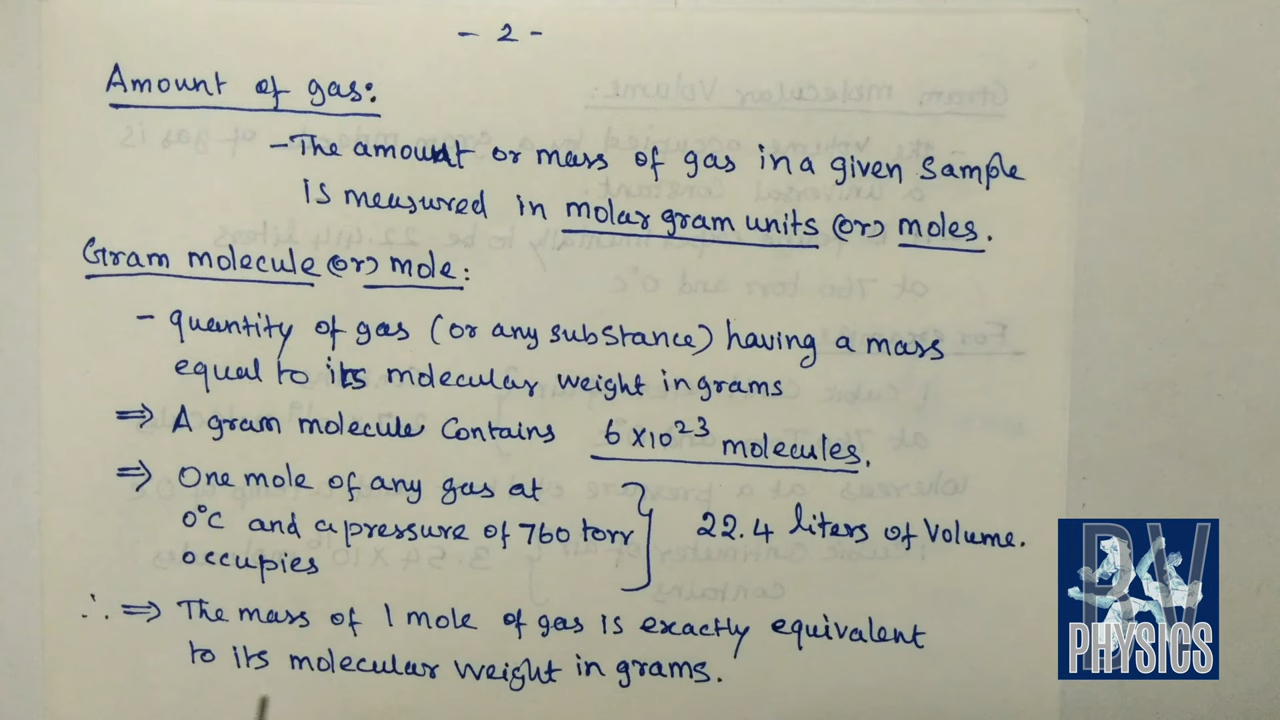 - 2 -
Amount of gas:
- The amount or mass of gas in a given sample
is measured in molar gram units (or) moles.
Gram molecule (or) mole:
- quantity of gas (or any substance) having a mass
equal to its molecular weight in grams
⇒ A gram molecule contains 6 x 10²³ molecules.
⇒ One mole of any gas at
0°C and a pressure of 760 torr
occupies } 22.4 liters of volume.
∴ ⇒ The mass of 1 mole of gas is exactly equivalent
to its molecular weight in grams.
RV
PHYSICS